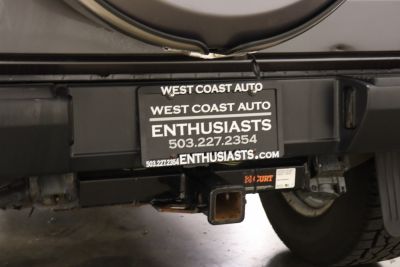 WEST COAST AUTO
WEST COAST AUTO
ENTHUSIASTS
503.227.2354
503.227.2354 ENTHUSIASTS.COM
CURT